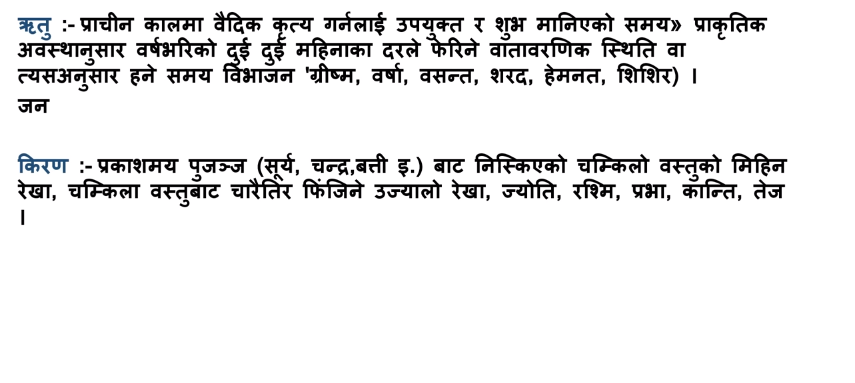 ऋतु :- प्राचीन कालमा वैदिक कृत्य गर्नलाई उपयुक्त र शुभ मानिएको समय» प्राकृतिक
अवस्थानुसार वर्षभरिको दुई दुई महिनाका दरले फेरिने वातावरणिक स्थिति वा
त्यसअनुसार हने समय विभाजन 'ग्रीष्म, वर्षा, वसन्त, शरद, हेमनत, शिशिर) ।
जन
किरण :- प्रकाशमय पुजञ्ज (सूर्य, चन्द्र,बत्ती इ.) बाट निस्किएको चम्किलो वस्तुको मिहिन
रेखा, चम्किला वस्तुबाट चारैतिर फिंजिने उज्यालो रेखा, ज्योति, रश्मि, प्रभा, कान्ति, तेज
।